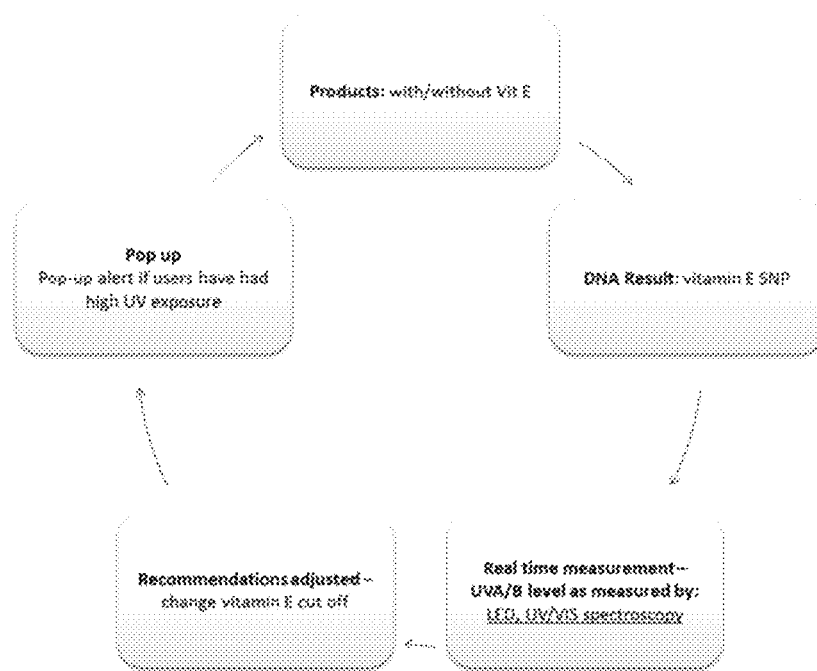 Products: with/without Vit E
Pop up
Pop-up alert if users have had
high UV exposure
DNA Result: vitamin E SNP
Recommendations adjusted –
change vitamin E cut off
Real time measurement –
UVA/B level as measured by:
LED, UV/VIS spectroscopy